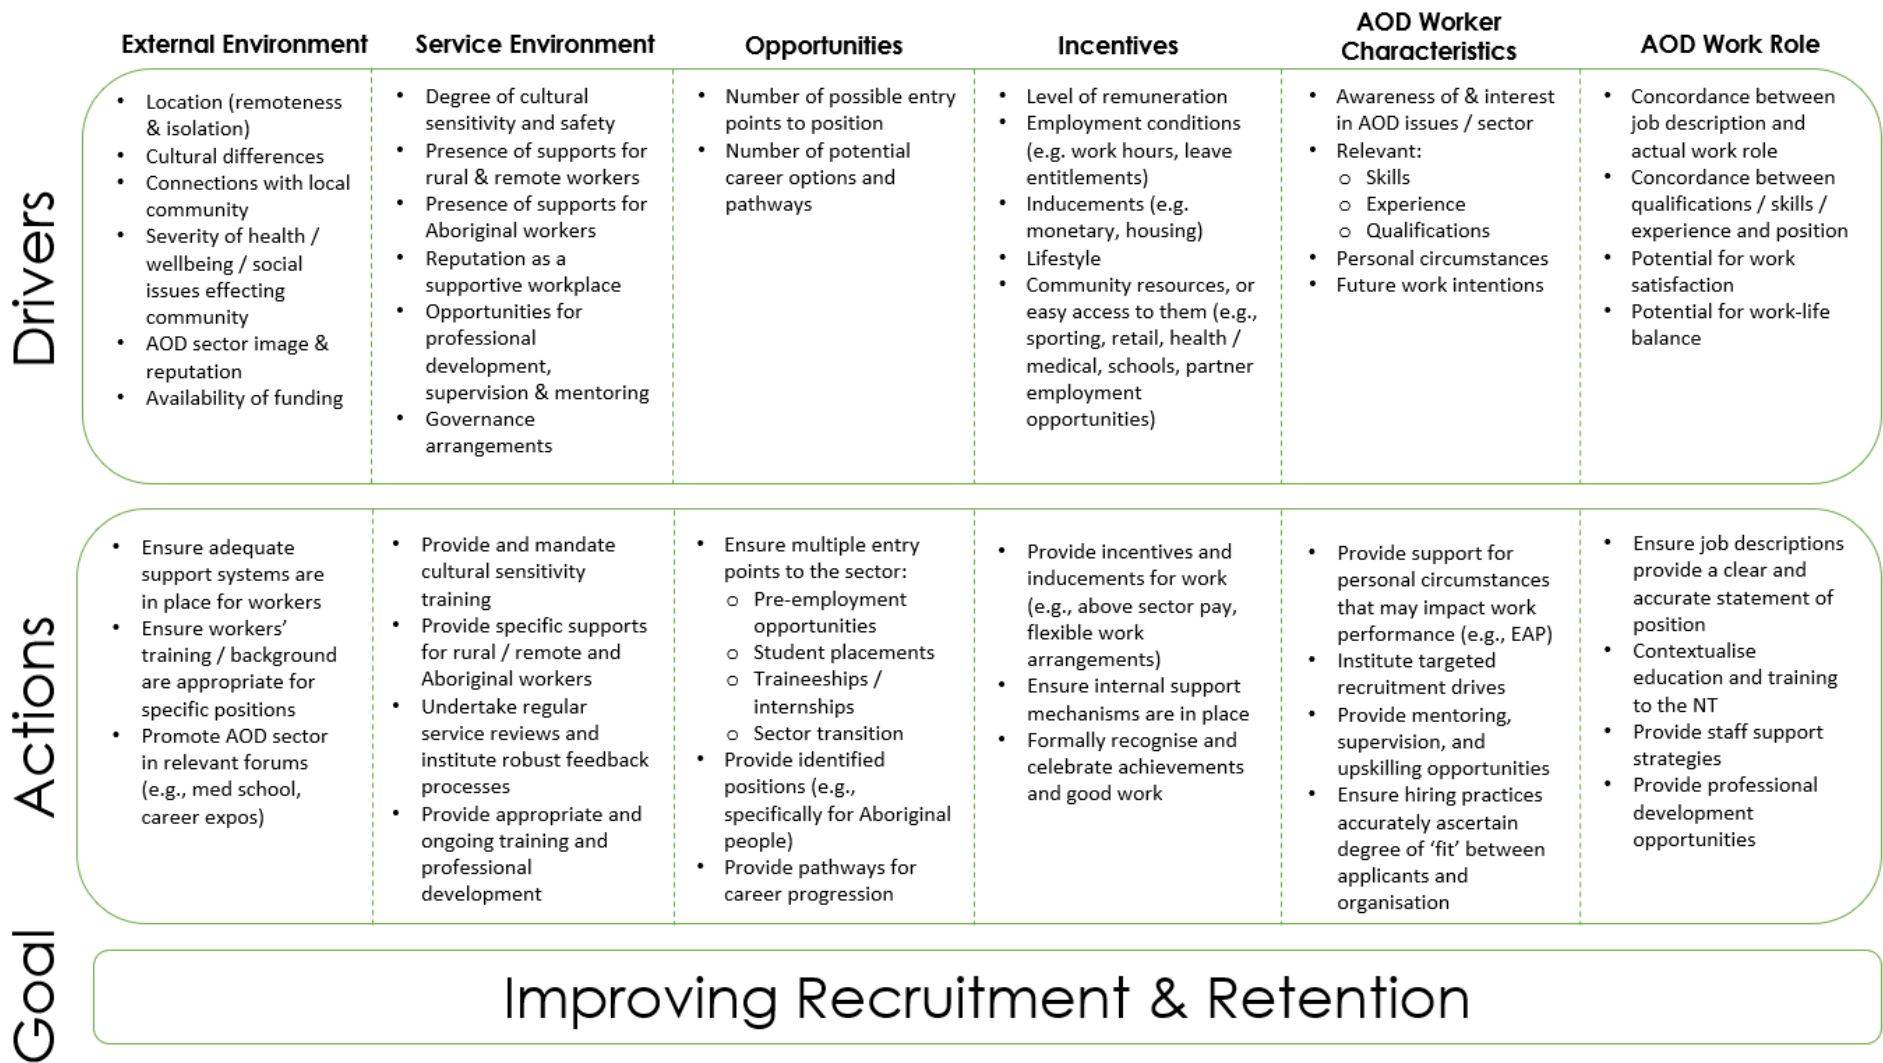 External Environment
Service Environment
Opportunities
Incentives
AOD Worker
Characteristics
AOD Work Role
Drivers
• Location (remoteness
& isolation)
• Cultural differences
• Connections with local
community
• Severity of health /
wellbeing / social
issues effecting
community
• AOD sector image &
reputation
• Availability of funding
• Degree of cultural
sensitivity and safety
• Presence of supports for
rural & remote workers
• Presence of supports for
Aboriginal workers
• Reputation as a
supportive workplace
• Opportunities for
professional
development,
supervision & mentoring
• Governance
arrangements
• Number of possible entry
points to position
• Number of potential
career options and
pathways
• Level of remuneration
• Employment conditions
(e.g. work hours, leave
entitlements)
• Inducements (e.g.
monetary, housing)
• Lifestyle
• Community resources, or
easy access to them (e.g.,
sporting, retail, health /
medical, schools, partner
employment
opportunities)
• Awareness of & interest
in AOD issues / sector
• Relevant:
o Skills
o Experience
o Qualifications
• Personal circumstances
• Future work intentions
• Concordance between
job description and
actual work role
• Concordance between
qualifications / skills /
experience and position
• Potential for work
satisfaction
• Potential for work-life
balance
Actions
• Ensure adequate
support systems are
in place for workers
• Ensure workers’
training / background
are appropriate for
specific positions
• Promote AOD sector
in relevant forums
(e.g., med school,
career expos)
• Provide and mandate
cultural sensitivity
training
• Provide specific supports
for rural / remote and
Aboriginal workers
• Undertake regular
service reviews and
institute robust feedback
processes
• Provide appropriate and
ongoing training and
professional
development
• Ensure multiple entry
points to the sector:
o Pre-employment
opportunities
o Student placements
o Traineeships /
internships
o Sector transition
• Provide identified
positions (e.g.,
specifically for Aboriginal
people)
• Provide pathways for
career progression
• Provide incentives and
inducements for work
(e.g., above sector pay,
flexible work
arrangements)
• Ensure internal support
mechanisms are in place
• Formally recognise and
celebrate achievements
and good work
• Provide support for
personal circumstances
that may impact work
performance (e.g., EAP)
• Institute targeted
recruitment drives
• Provide mentoring,
supervision, and
upskilling opportunities
• Ensure hiring practices
accurately ascertain
degree of ‘fit’ between
applicants and
organisation
• Ensure job descriptions
provide a clear and
accurate statement of
position
• Contextualise
education and training
to the NT
• Provide staff support
strategies
• Provide professional
development
opportunities
Goal
Improving Recruitment & Retention